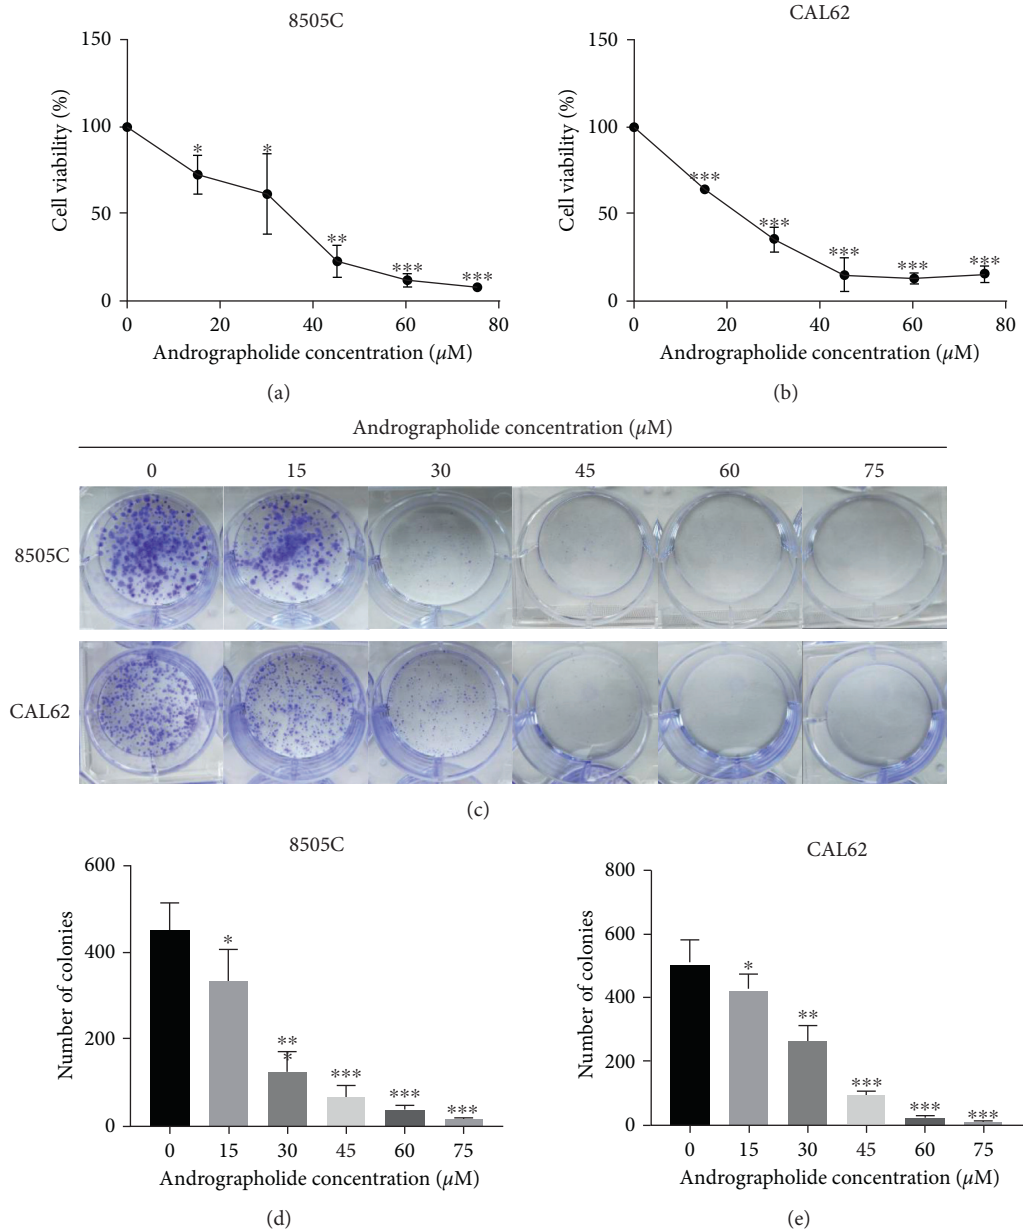 8505C
150
100
50
0
Cell viability (%)
*
*
**
***
***
0
20
40
60
80
Andrographolide concentration (μM)
(a)
CAL62
150
100
50
0
Cell viability (%)
***
***
***
***
***
0
20
40
60
80
Andrographolide concentration (μM)
(b)
Andrographolide concentration (μM)
0 15 30 45 60 75
8505C
CAL62
(c)
8505C
600
400
200
0
Number of colonies
*
**
*
***
***
***
0 15 30 45 60 75
Andrographolide concentration (μM)
(d)
CAL62
800
600
400
200
0
Number of colonies
*
**
***
***
***
0 15 30 45 60 75
Andrographolide concentration (μM)
(e)